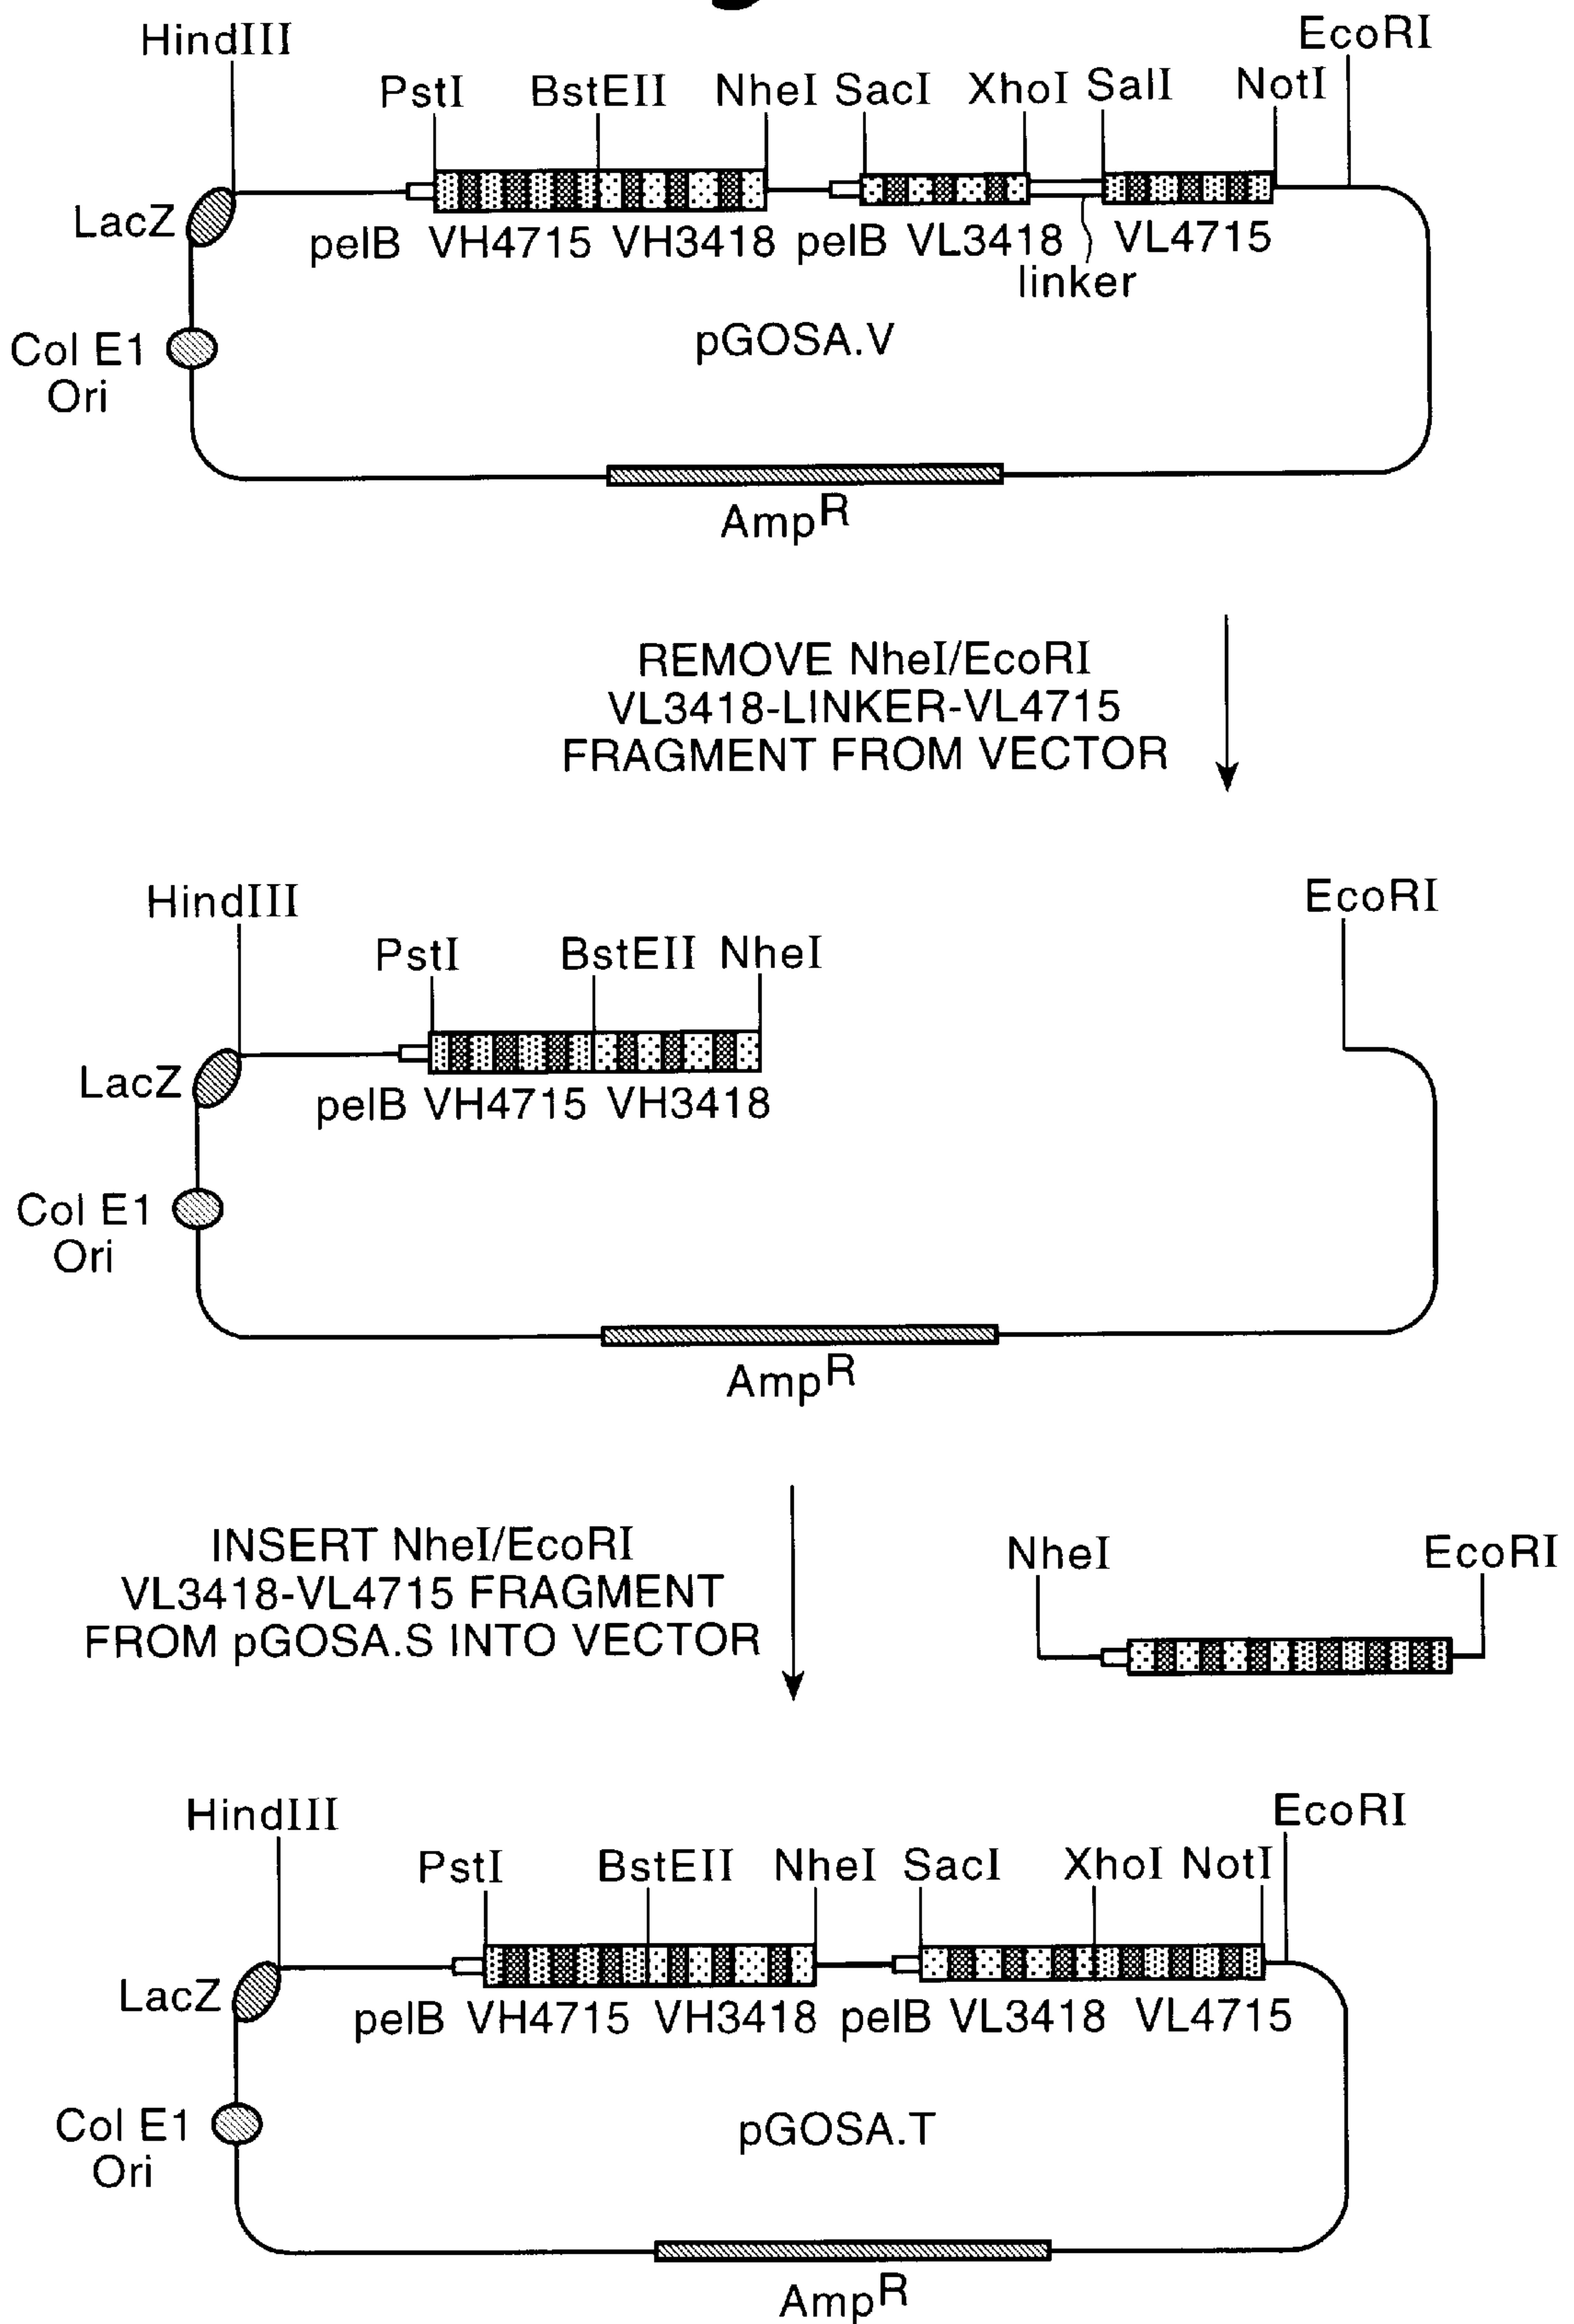 HindIII
EcoRI
PstI BstEII NheI SacI XhoI SalI NotI
LacZ
pelB VH4715 VH3418 pelB VL3418 VL4715
linker
Col E1
Ori
pGOSA.V
AmpR
REMOVE NheI/EcoRI
VL3418-LINKER-VL4715
FRAGMENT FROM VECTOR
HindIII
EcoRI
PstI BstEII NheI
LacZ
pelB VH4715 VH3418
Col E1
Ori
AmpR
INSERT NheI/EcoRI
VL3418-VL4715 FRAGMENT
FROM pGOSA.S INTO VECTOR
NheI EcoRI
HindIII
EcoRI
PstI BstEII NheI SacI XhoI NotI
LacZ
pelB VH4715 VH3418 pelB VL3418 VL4715
Col E1
Ori
pGOSA.T
AmpR